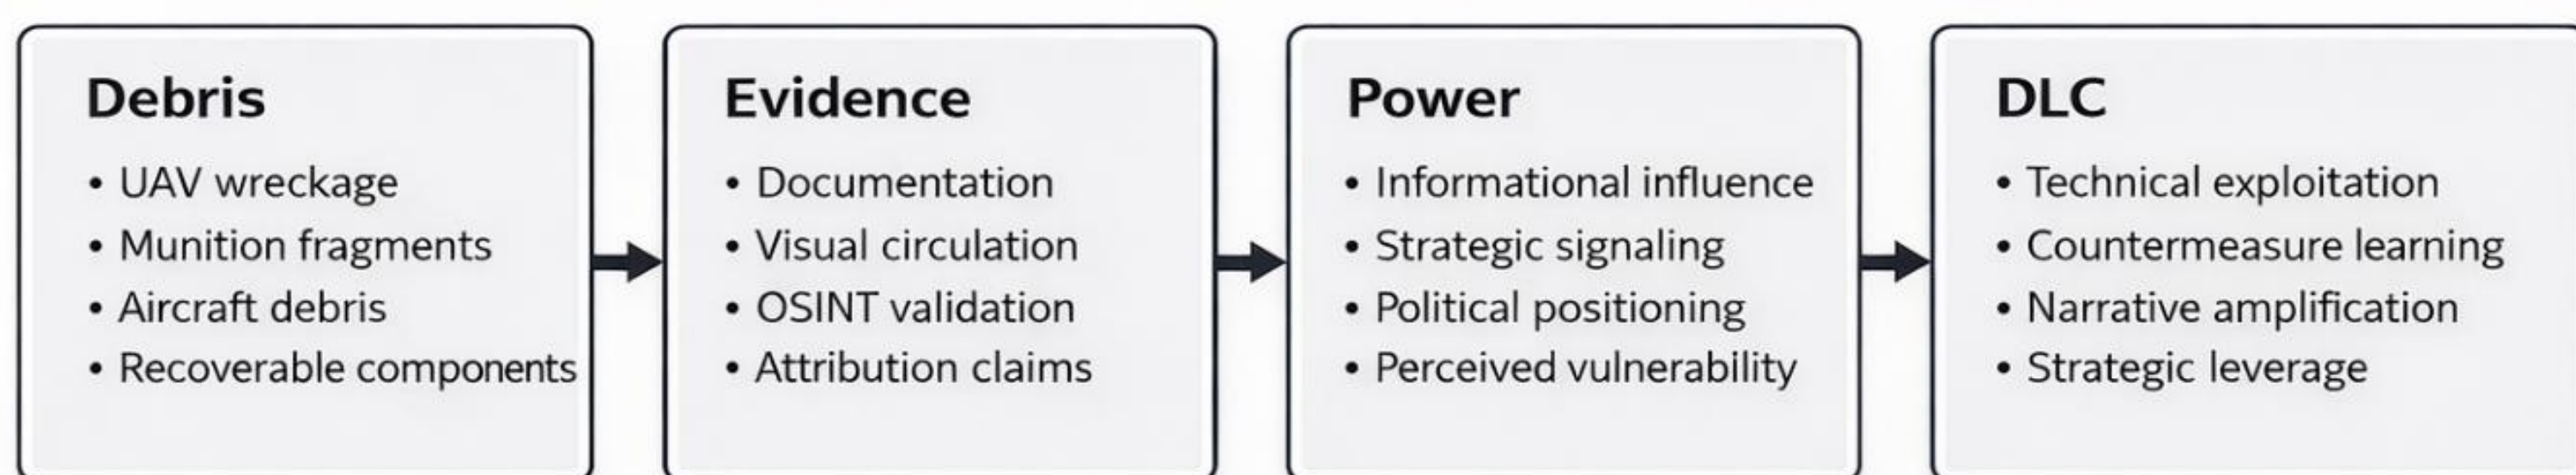 Debris
• UAV wreckage
• Munition fragments
• Aircraft debris
• Recoverable components
Evidence
• Documentation
• Visual circulation
• OSINT validation
• Attribution claims
Power
• Informational influence
• Strategic signaling
• Political positioning
• Perceived vulnerability
DLC
• Technical exploitation
• Countermeasure learning
• Narrative amplification
• Strategic leverage